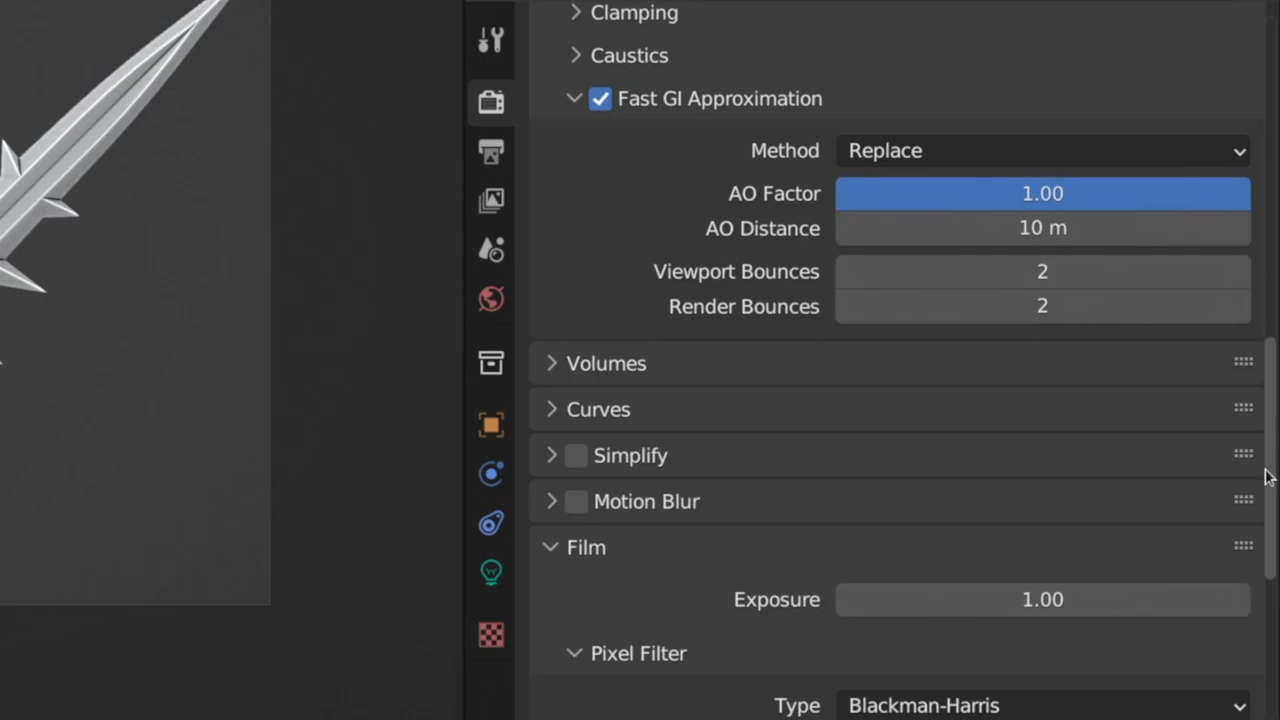 Clamping
Caustics
Fast GI Approximation
Method Replace
AO Factor 1.00
AO Distance 10 m
Viewport Bounces 2
Render Bounces 2
Volumes
Curves
Simplify
Motion Blur
Film
Exposure 1.00
Pixel Filter
Type Blackman-Harris